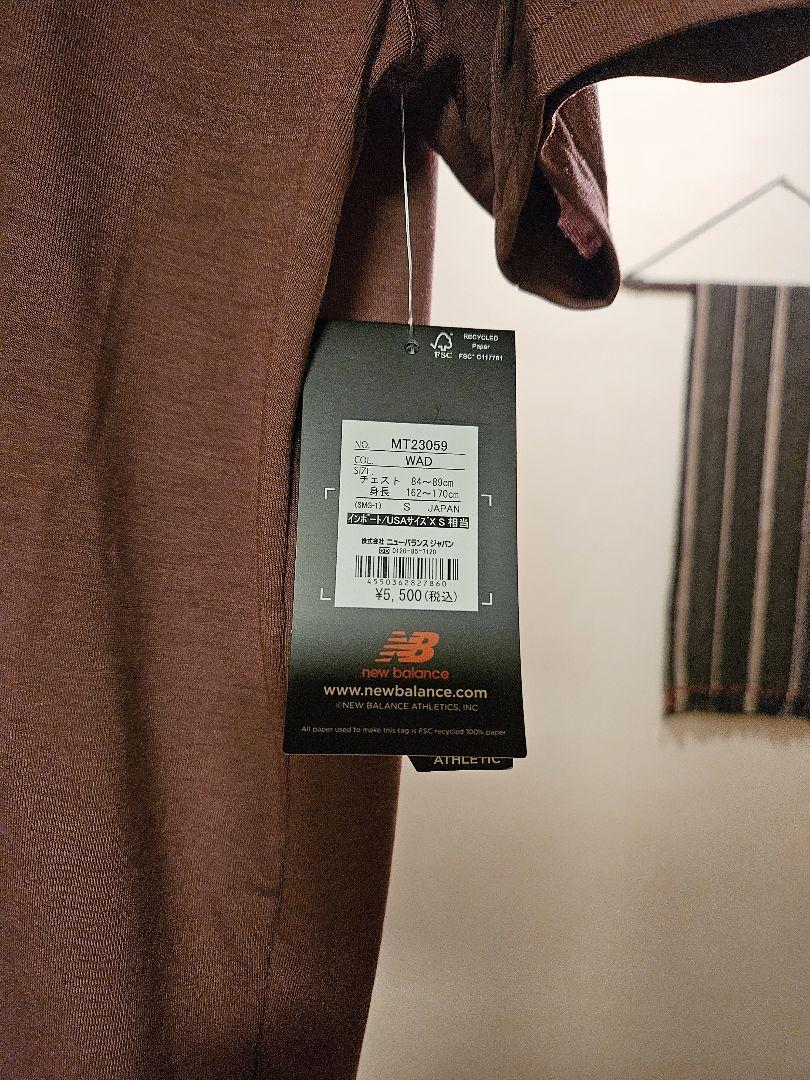 RECYCLED
Paper
FSC® C117761
FSC
NO. MT23059
COL. WAD
SIZE.
チェスト 84～89cm
身長 162～170cm
(SMG-1) S JAPAN
インポート/USAサイズXS相当
株式会社 ニューバランス ジャパン
0120-85-7120
4550362827860
¥5,500(税込)
NB
new balance
www.newbalance.com
©NEW BALANCE ATHLETICS, INC
All paper used to make this tag is FSC recycled 100% paper
ATHLETIC